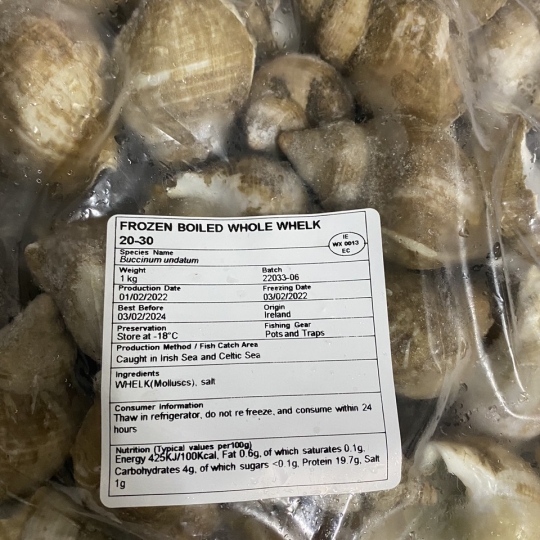 FROZEN BOILED WHOLE WHELK
20-30
IE
WX 0013
EC
Species Name
Buccinum undatum
Weight
1 kg
Batch
22033-06
Production Date
01/02/2022
Freezing Date
03/02/2022
Best Before
03/02/2024
Origin
Ireland
Preservation
Store at -18°C
Fishing Gear
Pots and Traps
Production Method / Fish Catch Area
Caught in Irish Sea and Celtic Sea
Ingredients
WHELK(Molluscs), salt
Consumer Information
Thaw in refrigerator, do not re freeze, and consume within 24
hours
Nutrition (Typical values per100g)
Energy 425KJ/100Kcal, Fat 0.6g, of which saturates 0.1g,
Carbohydrates 4g, of which sugars <0.1g, Protein 19.7g, Salt
1g